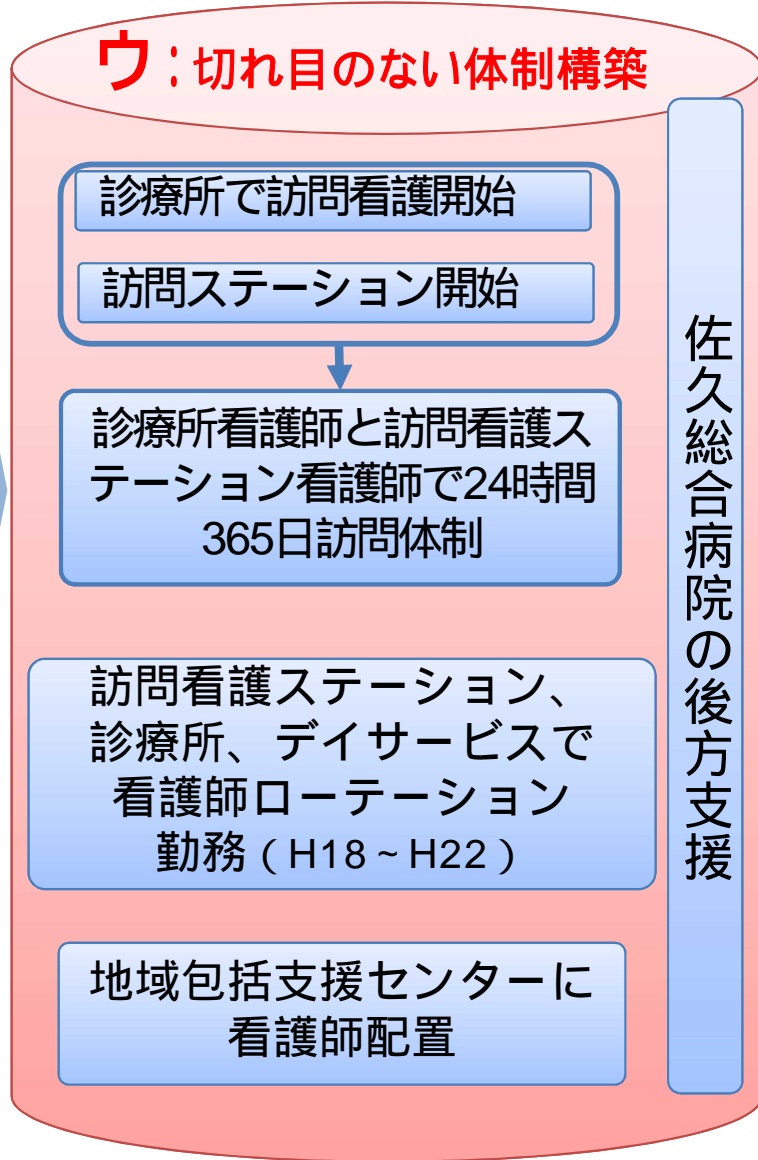 ウ：切れ目のない体制構築
診療所で訪問看護開始
訪問ステーション開始
診療所看護師と訪問看護ス
テーション看護師で24時間
365日訪問体制
訪問看護ステーション、
診療所、デイサービスで
看護師ローテーション
勤務（H18～H22）
地域包括支援センターに
看護師配置
佐久総合病院の後方支援